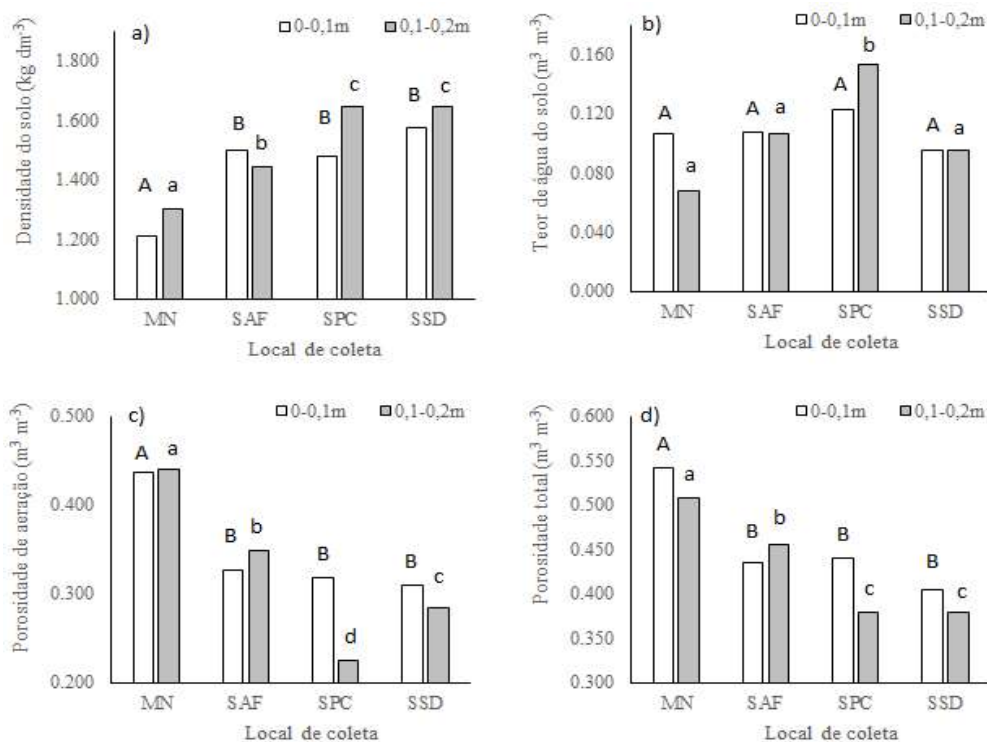 a)
0-0,1m
0,1-0,2m
Densidade do solo (kg dm⁻³)
1.800
1.600
1.400
1.200
1.000
A a
B b
B c
B c
MN SAF SPC SSD
Local de coleta
b)
0-0,1m
0,1-0,2m
Teor de água do solo (m³ m⁻³)
0.160
0.120
0.080
0.040
0.000
A a
A a
A b
A a
MN SAF SPC SSD
Local de coleta
c)
0-0,1m
0,1-0,2m
Porosidade de aeração (m³ m⁻³)
0.500
0.400
0.300
0.200
A a
B b
B d
B c
MN SAF SPC SSD
Local de coleta
d)
0-0,1m
0,1-0,2m
Porosidade total (m³ m⁻³)
0.600
0.550
0.500
0.450
0.400
0.350
0.300
A a
B b
B c
B c
MN SAF SPC SSD
Local de coleta